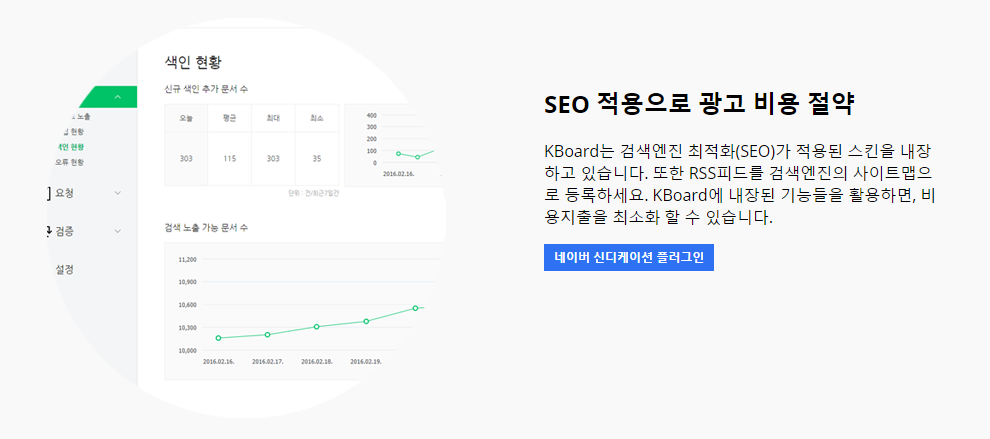 색인 현황
신규 색인 추가 문서 수
오늘 평균 최대 최소
303 115 303 35
400
300
200
100
0
2016.02.16.
단위 : 건/최근7일간
노출
현황
색인 현황
오류 현황
요청
검증
설정
검색 노출 가능 문서 수
11,200
10,900
10,600
10,300
10,000
2016.02.16. 2016.02.17. 2016.02.18. 2016.02.19.
SEO 적용으로 광고 비용 절약
KBoard는 검색엔진 최적화(SEO)가 적용된 스킨을 내장
하고 있습니다. 또한 RSS피드를 검색엔진의 사이트맵으
로 등록하세요. KBoard에 내장된 기능들을 활용하면, 비
용지출을 최소화 할 수 있습니다.
네이버 신디케이션 플러그인